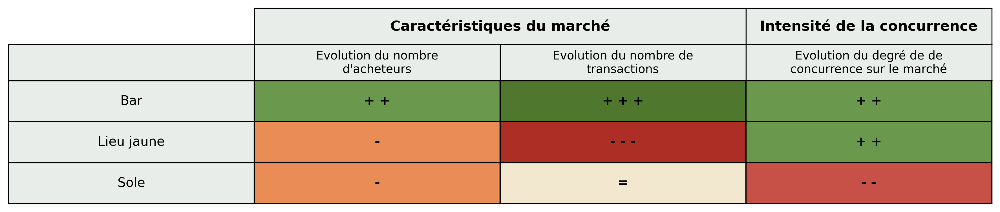 Caractéristiques du marché
Intensité de la concurrence
Evolution du nombre
d'acheteurs
Evolution du nombre de
transactions
Evolution du degré de de
concurrence sur le marché
Bar
+ +
+ + +
+ +
Lieu jaune
-
- - -
+ +
Sole
-
=
- -